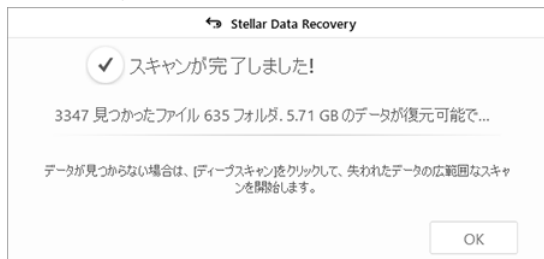 Stellar Data Recovery
スキャンが完了しました!
3347 見つかったファイル 635 フォルダ. 5.71 GB のデータが復元可能で...
データが見つからない場合は、[ディープスキャン]をクリックして、失われたデータの広範囲なスキャ
ンを開始します。
OK